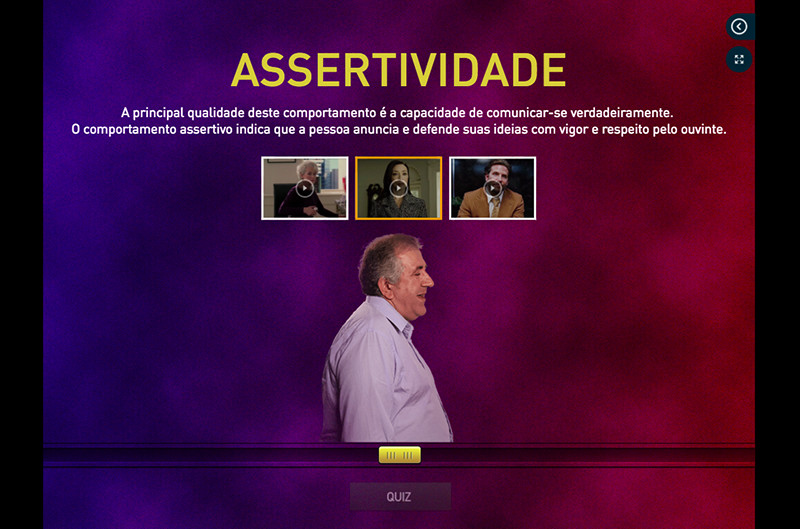 ASSERTIVIDADE
A principal qualidade deste comportamento é a capacidade de comunicar-se verdadeiramente.
O comportamento assertivo indica que a pessoa anuncia e defende suas ideias com vigor e respeito pelo ouvinte.
QUIZ